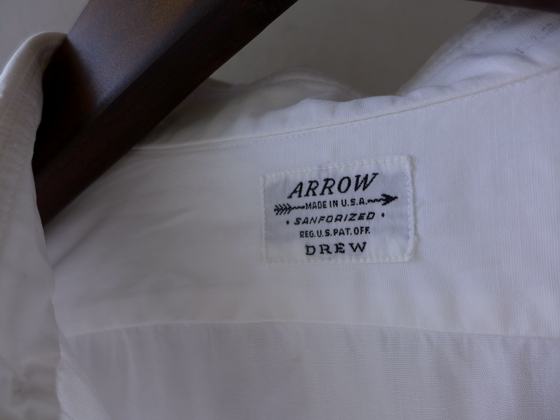 ARROW
MADE IN U.S.A.
• SANFORIZED •
REG. U.S. PAT. OFF.
DREW